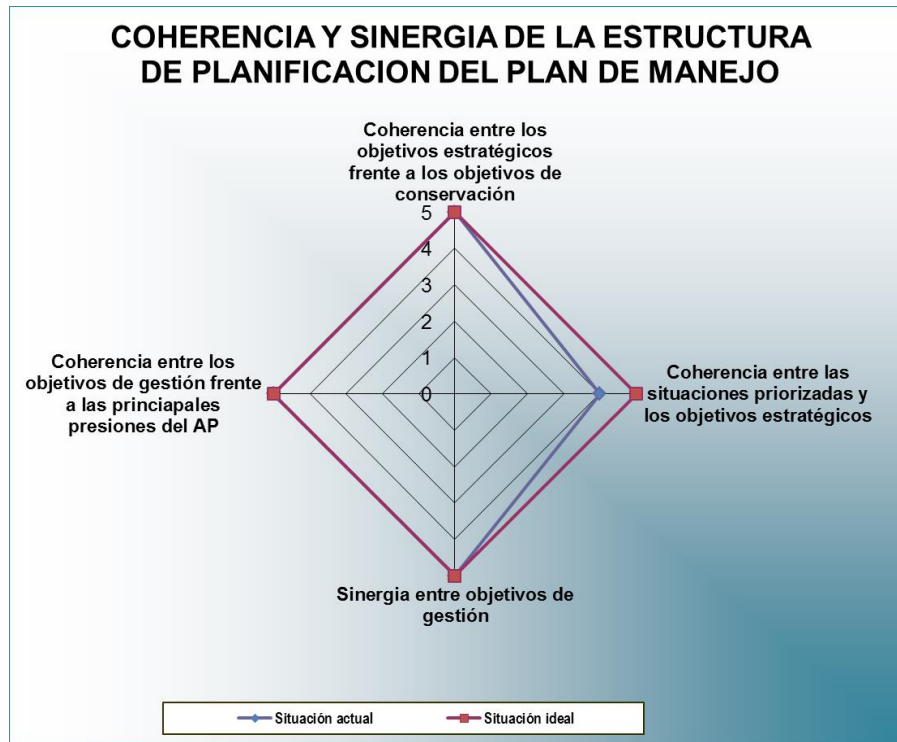 COHERENCIA Y SINERGIA DE LA ESTRUCTURA
DE PLANIFICACION DEL PLAN DE MANEJO
Coherencia entre los
objetivos estratégicos
frente a los objetivos de
conservación
5
4
3
2
1
0
Coherencia entre los
objetivos de gestión frente
a las princiapales
presiones del AP
Coherencia entre las
situaciones priorizadas y
los objetivos estratégicos
Sinergia entre objetivos de
gestión
Situación actual
Situación ideal